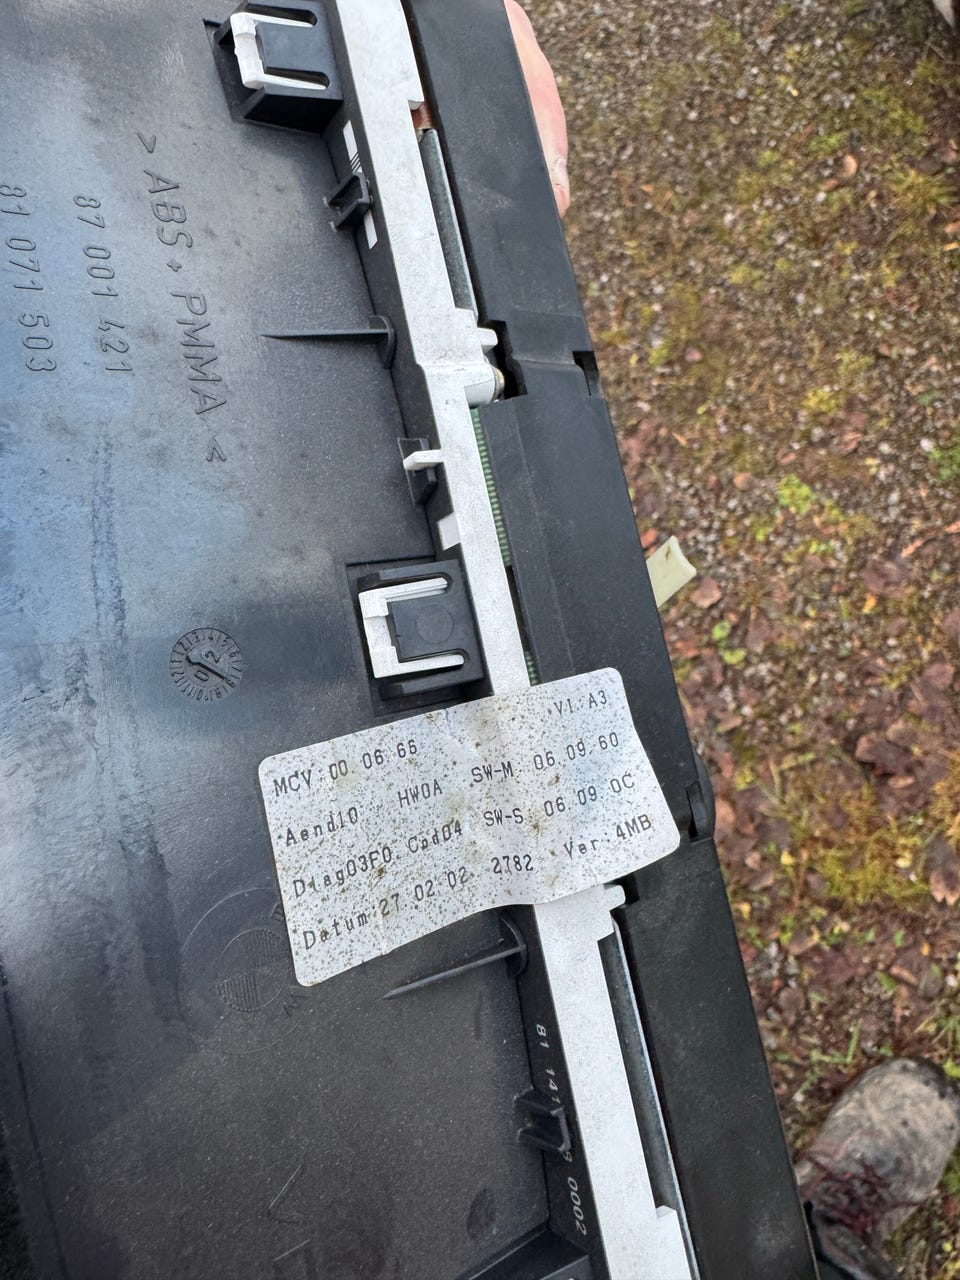 > ABS + PMMA <
87 001 421
81 071 503
MCV 00 06 66 VI. A3
Aend10 HW0A SW-M 06 09 60
Diag03F0 Cod04 SW-S 06 09 0C
Datum 27 02 02 2782 Ver. 4MB
0002